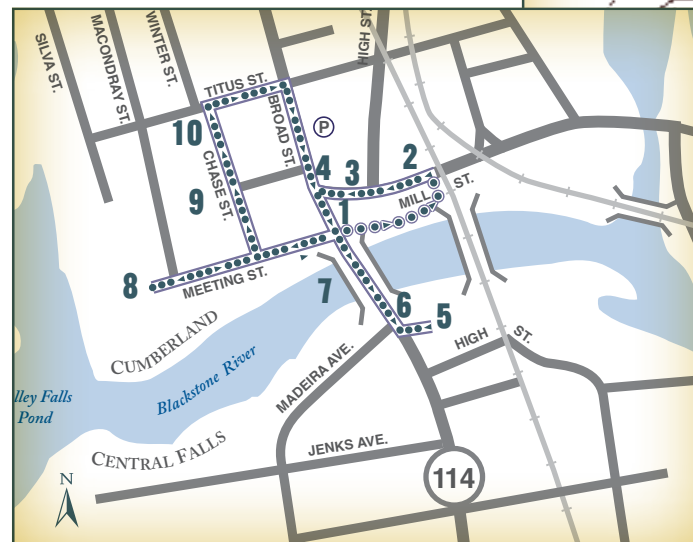 SILVA ST.
MACONDRAY ST.
WINTER ST.
HIGH ST.
TITUS ST.
BROAD ST.
P
10
CHASE ST.
4
3
2
MILL ST.
9
1
8
MEETING ST.
7
6
5
CUMBERLAND
Blackstone River
HIGH ST.
MADEIRA AVE.
lley Falls
Pond
CENTRAL FALLS
JENKS AVE.
114
N